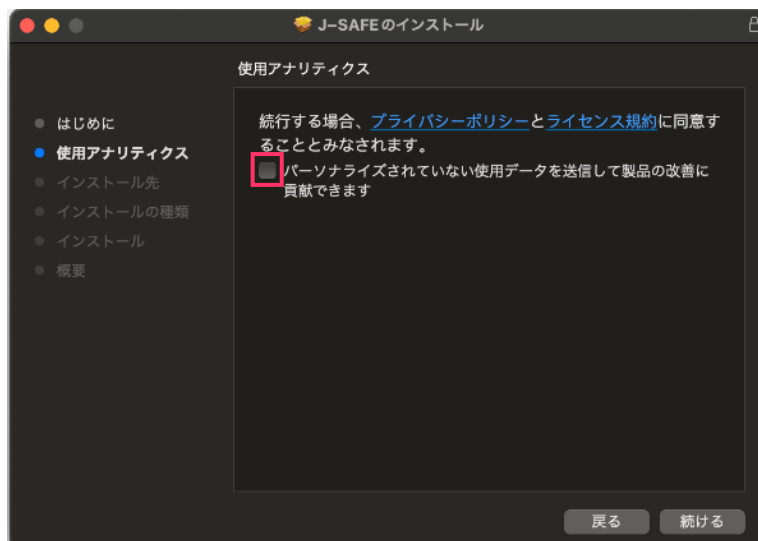 J-SAFEのインストール
使用アナリティクス
はじめに
使用アナリティクス
インストール先
インストールの種類
インストール
概要
続行する場合、プライバシーポリシーとライセンス規約に同意す
ることとみなされます。
パーソナライズされていない使用データを送信して製品の改善に
貢献できます
戻る
続ける